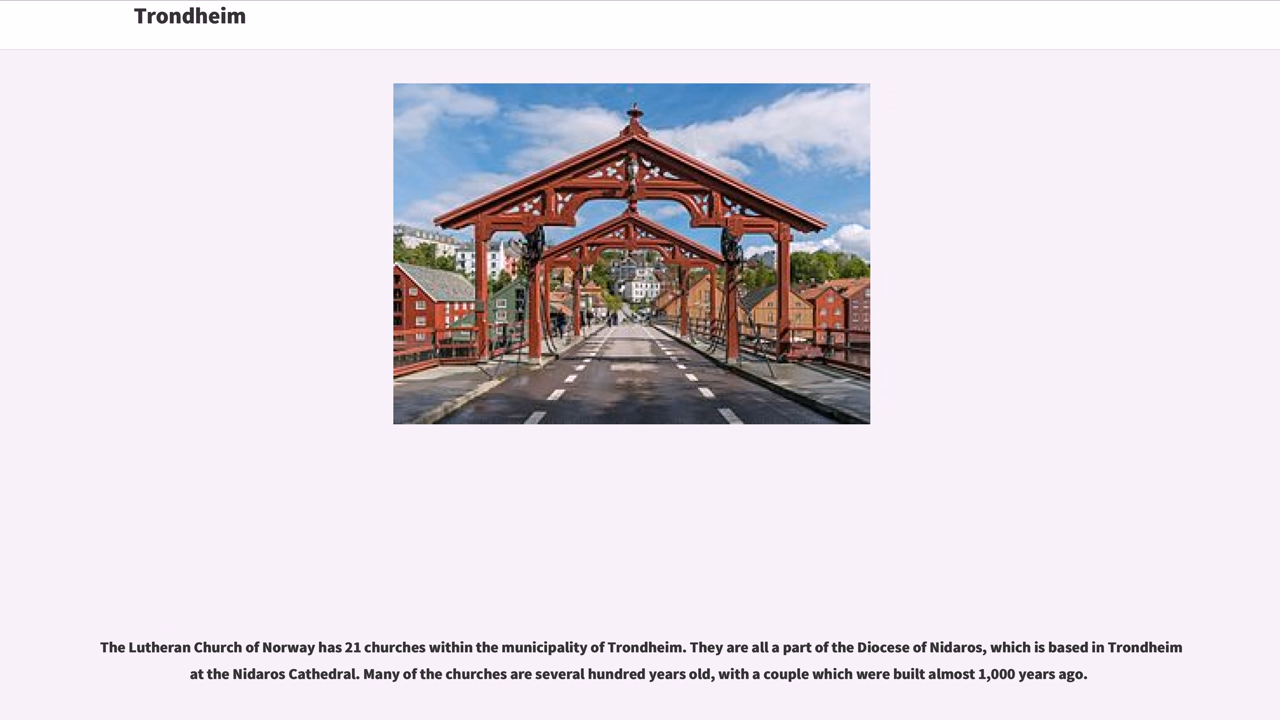 Trondheim
The Lutheran Church of Norway has 21 churches within the municipality of Trondheim. They are all a part of the Diocese of Nidaros, which is based in Trondheim
at the Nidaros Cathedral. Many of the churches are several hundred years old, with a couple which were built almost 1,000 years ago.